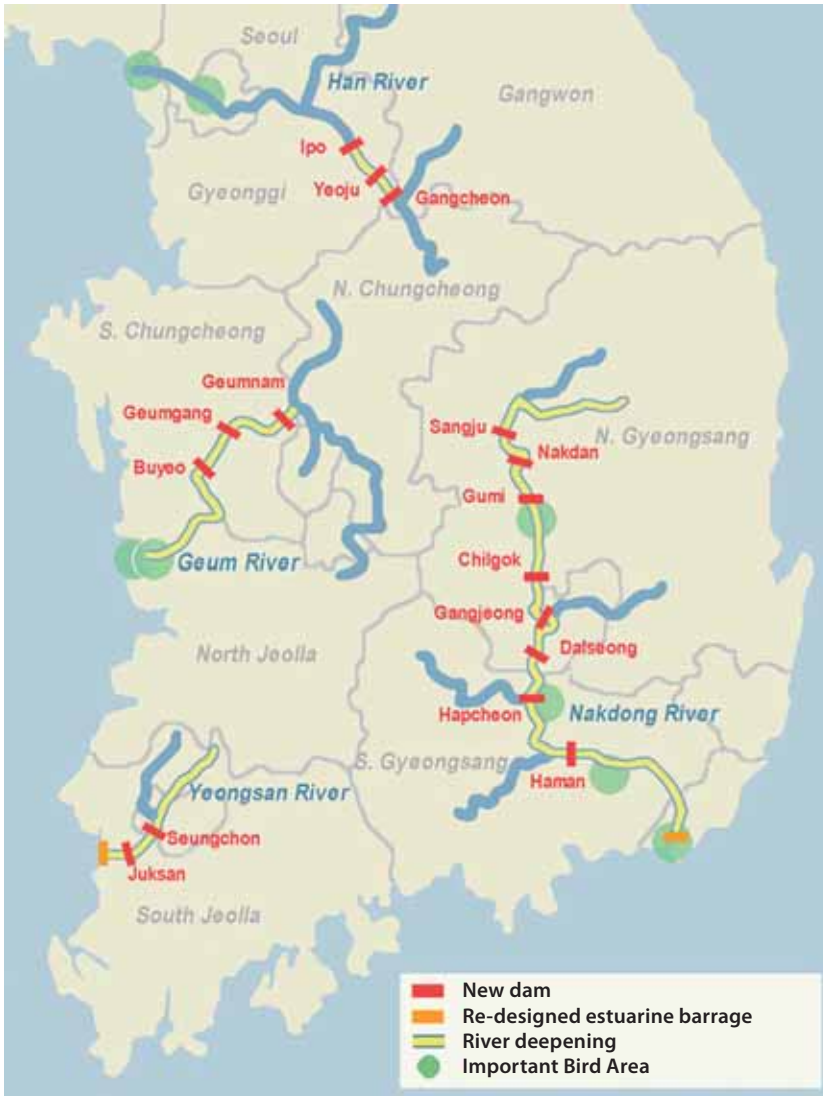 Seoul
Han River
Gangwon
Ipo
Gyeonggi
Yeoju
Gangcheon
N. Chungcheong
S. Chungcheong
Geumnam
Geumgang
Sangju
N. Gyeongsang
Nakdan
Buyeo
Gumi
Geum River
Chilgok
Gangjeong
Dalseong
North Jeolla
Hapcheon
Nakdong River
S. Gyeongsang
Haman
Yeongsan River
Seungchon
Juksan
South Jeolla
New dam
Re-designed estuarine barrage
River deepening
Important Bird Area